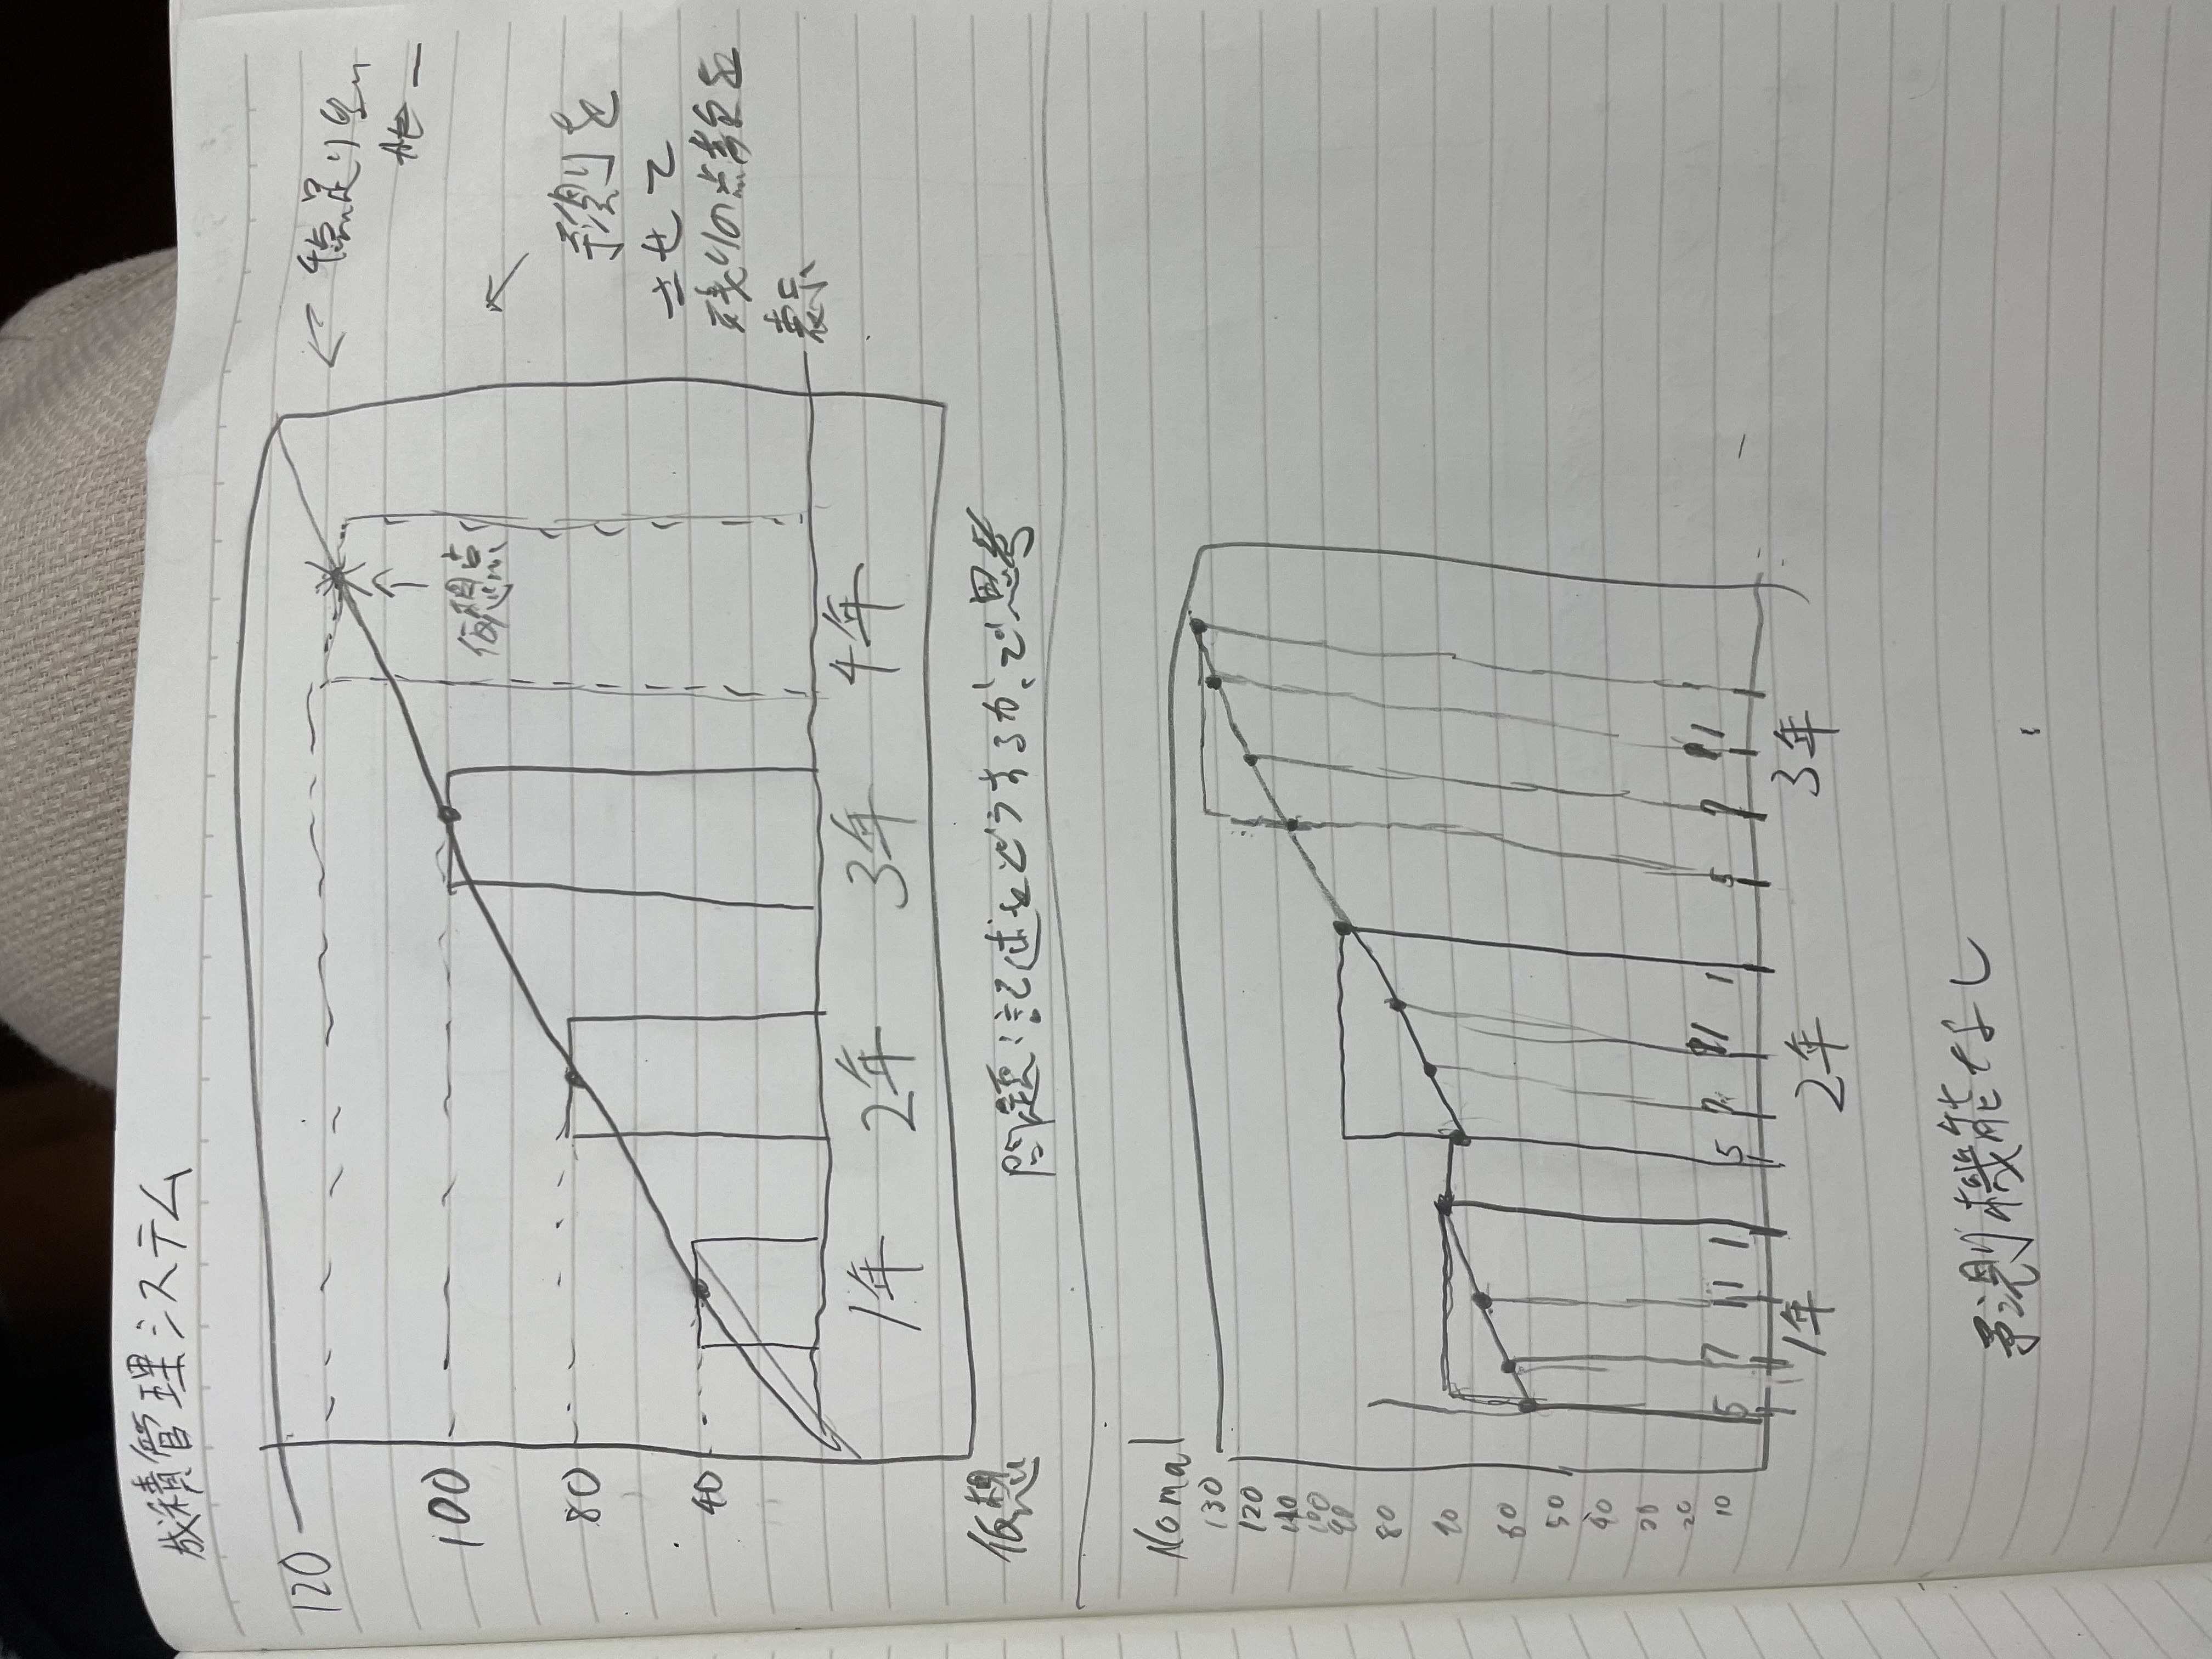 成積管理システム
120
100
80
40
仮想点
1年 2年 3年 4年
← 4点足りない
予測を
させて
残りの点数を
表示
仮想
問題:記述をどうするか、で思考
Nomal
130
120
110
100
90
80
70
60
50
40
30
20
10
5 7 11 1 5 7 11 1 5 7 11
1年 2年 3年
予測機能なし